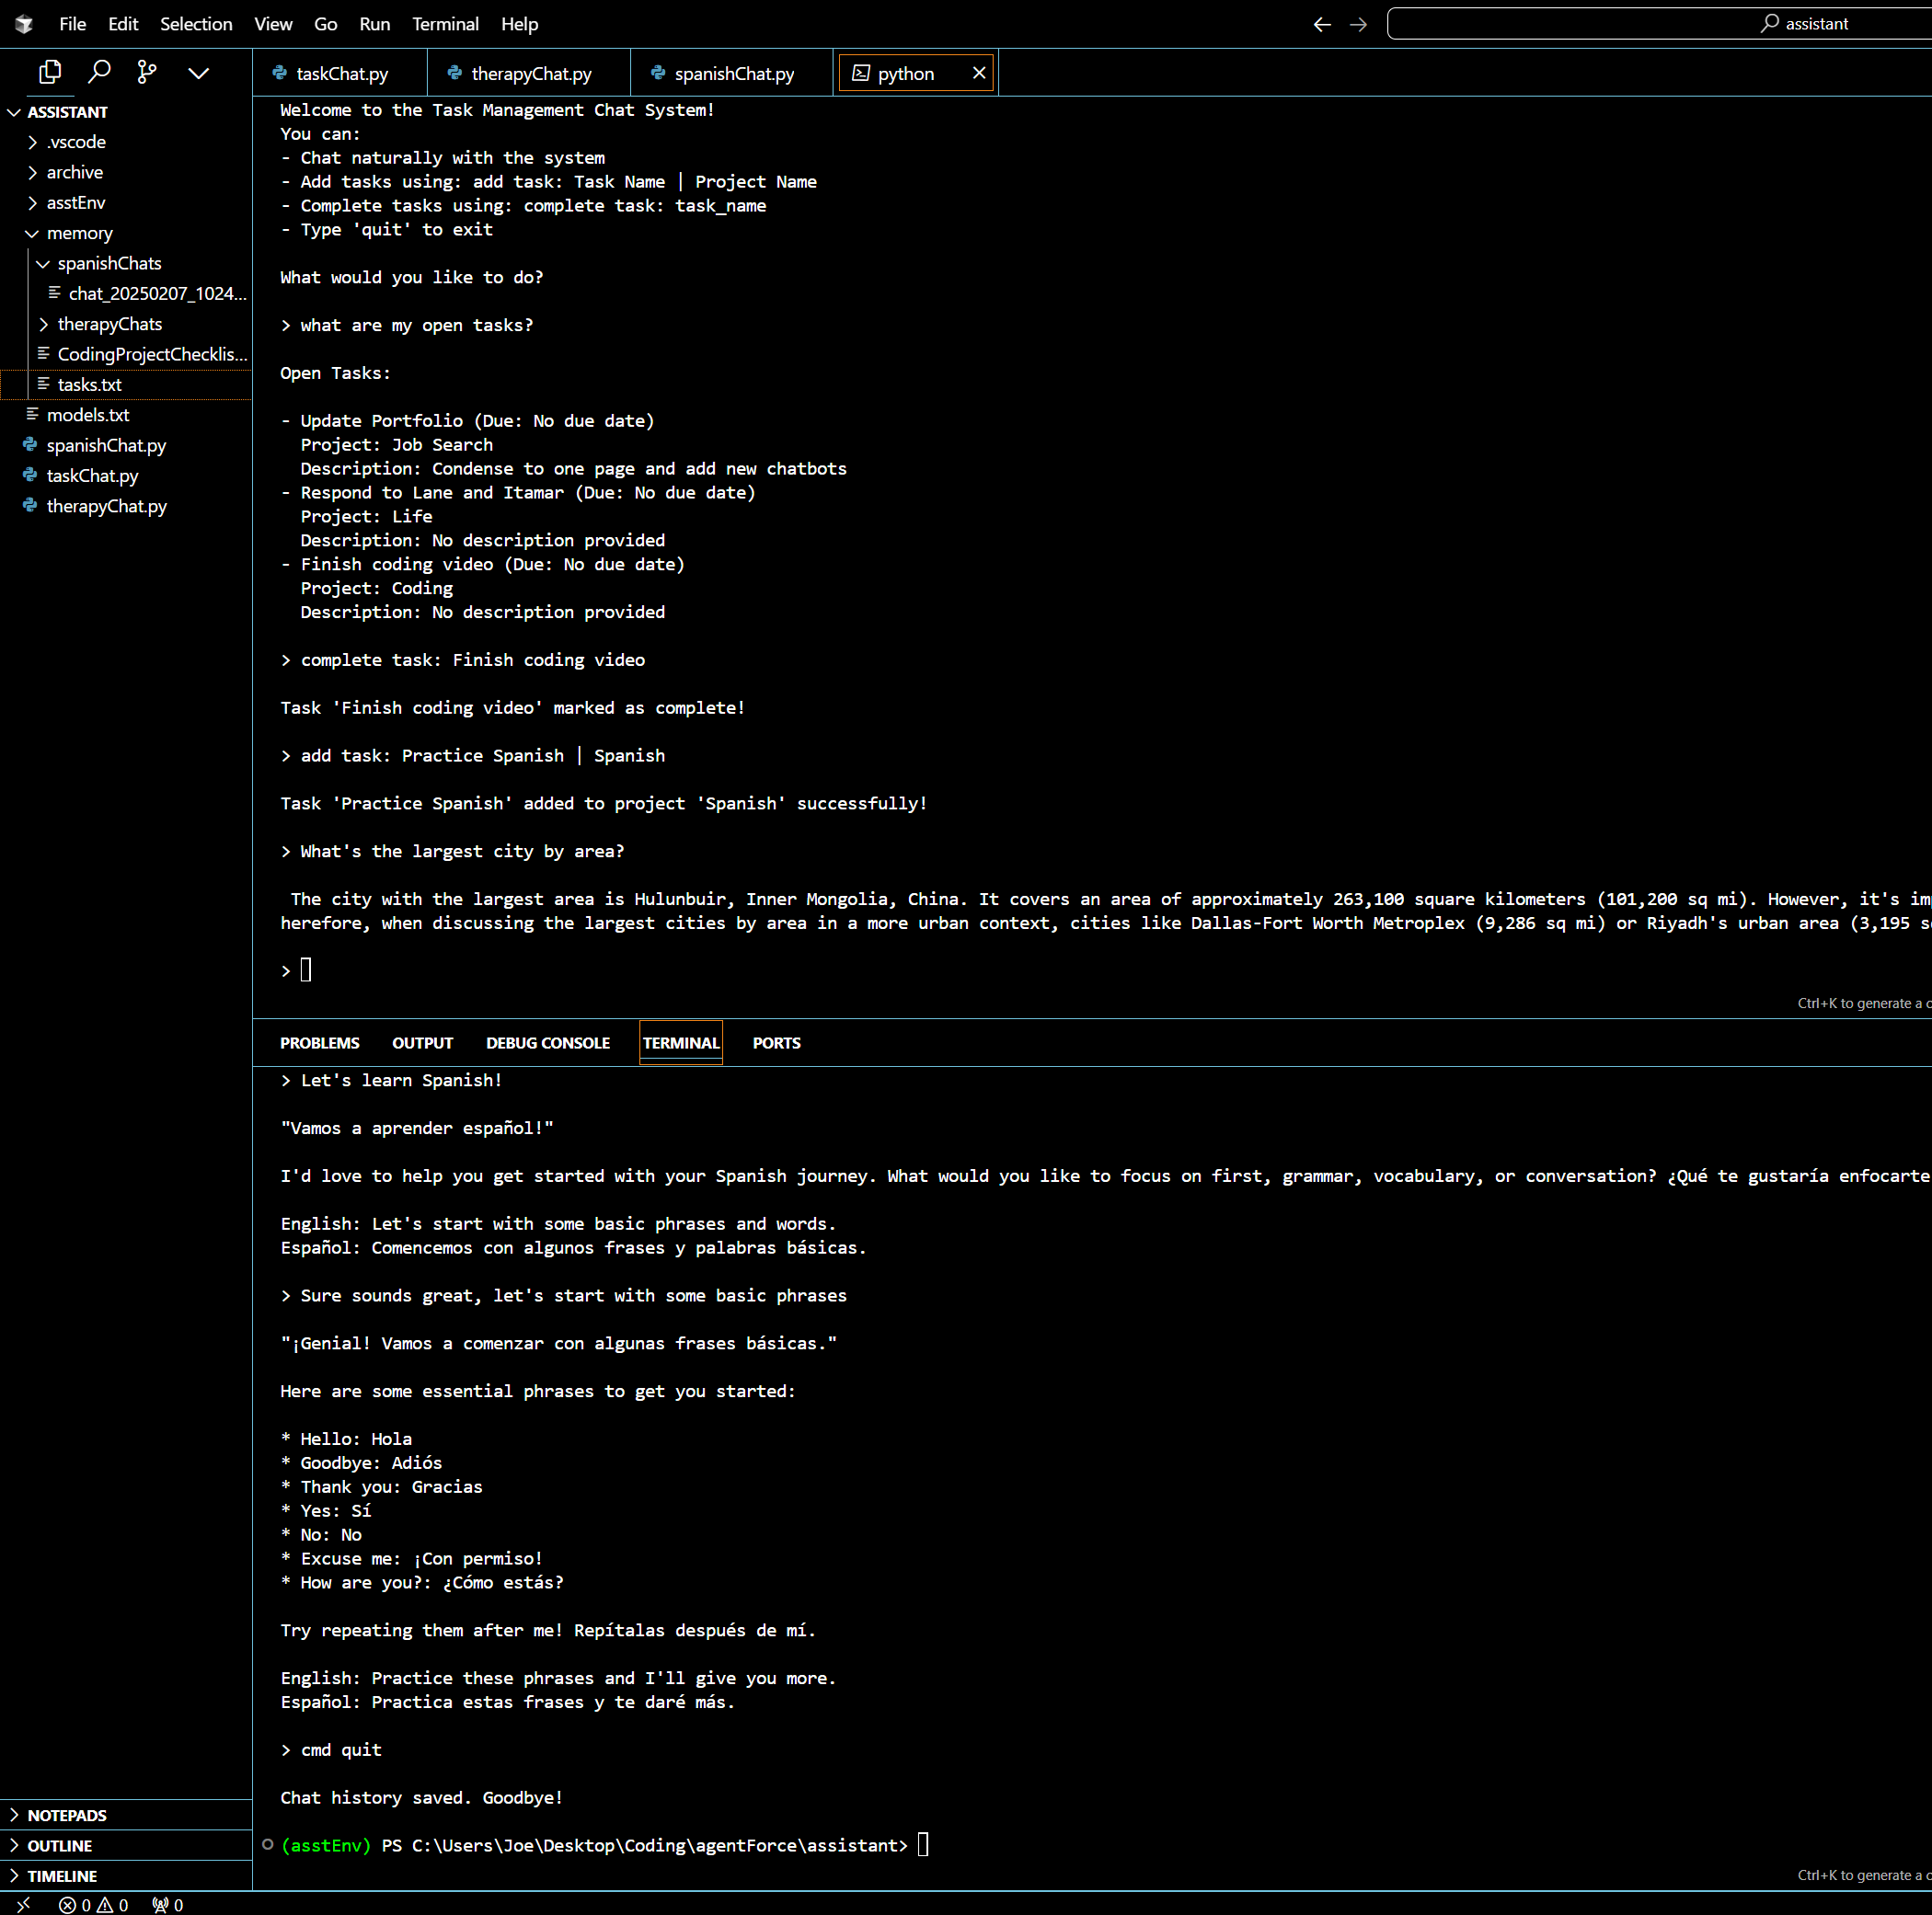 File Edit Selection View Go Run Terminal Help
assistant
taskChat.py therapyChat.py spanishChat.py python
ASSISTANT
.vscode
archive
asstEnv
memory
spanishChats
chat_20250207_1024...
therapyChats
CodingProjectChecklis...
tasks.txt
models.txt
spanishChat.py
taskChat.py
therapyChat.py
Welcome to the Task Management Chat System!
You can:
- Chat naturally with the system
- Add tasks using: add task: Task Name | Project Name
- Complete tasks using: complete task: task_name
- Type 'quit' to exit
What would you like to do?
> what are my open tasks?
Open Tasks:
- Update Portfolio (Due: No due date)
Project: Job Search
Description: Condense to one page and add new chatbots
- Respond to Lane and Itamar (Due: No due date)
Project: Life
Description: No description provided
- Finish coding video (Due: No due date)
Project: Coding
Description: No description provided
> complete task: Finish coding video
Task 'Finish coding video' marked as complete!
> add task: Practice Spanish | Spanish
Task 'Practice Spanish' added to project 'Spanish' successfully!
> What's the largest city by area?
The city with the largest area is Hulunbuir, Inner Mongolia, China. It covers an area of approximately 263,100 square kilometers (101,200 sq mi). However, it's
herefore, when discussing the largest cities by area in a more urban context, cities like Dallas-Fort Worth Metroplex (9,286 sq mi) or Riyadh's urban area (3,195
>
Ctrl+K to generate a
PROBLEMS OUTPUT DEBUG CONSOLE TERMINAL PORTS
> Let's learn Spanish!
"Vamos a aprender español!"
I'd love to help you get started with your Spanish journey. What would you like to focus on first, grammar, vocabulary, or conversation? ¿Qué te gustaría enfocarte
English: Let's start with some basic phrases and words.
Español: Comencemos con algunos frases y palabras básicas.
> Sure sounds great, let's start with some basic phrases
"¡Genial! Vamos a comenzar con algunas frases básicas."
Here are some essential phrases to get you started:
* Hello: Hola
* Goodbye: Adiós
* Thank you: Gracias
* Yes: Sí
* No: No
* Excuse me: ¡Con permiso!
* How are you?: ¿Cómo estás?
Try repeating them after me! Repítalas después de mí.
English: Practice these phrases and I'll give you more.
Español: Practica estas frases y te daré más.
> cmd quit
Chat history saved. Goodbye!
(asstEnv) PS C:\Users\Joe\Desktop\Coding\agentForce\assistant>
Ctrl+K to generate a
NOTEPADS
OUTLINE
TIMELINE
0 0 0